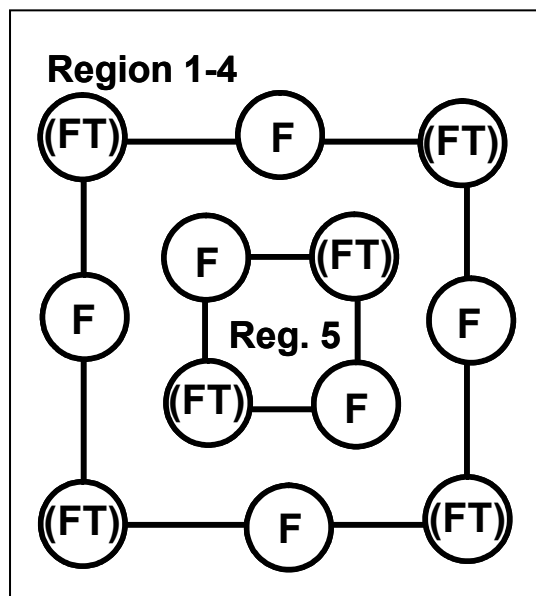 Region 1-4
(FT) F (FT)
F (FT)
F Reg. 5 F
(FT) F
(FT) F (FT)